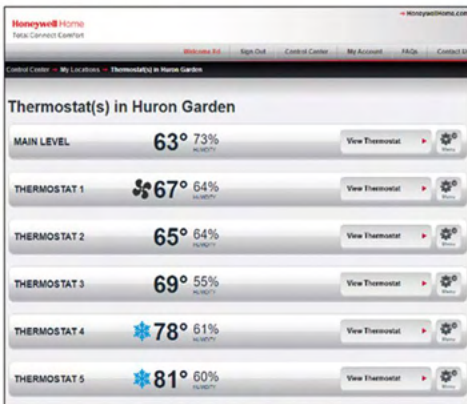 → HoneywellHome.com
Honeywell Home
Total Connect Comfort
Welcome Ed Sign Out Control Center My Account FAQs Contact U
Control Center → My Locations → Thermostat(s) in Huron Garden
Thermostat(s) in Huron Garden
MAIN LEVEL 63° 73% HUMIDITY View Thermostat Menu
THERMOSTAT 1 67° 64% HUMIDITY View Thermostat Menu
THERMOSTAT 2 65° 64% HUMIDITY View Thermostat Menu
THERMOSTAT 3 69° 55% HUMIDITY View Thermostat Menu
THERMOSTAT 4 78° 61% HUMIDITY View Thermostat Menu
THERMOSTAT 5 81° 60% HUMIDITY View Thermostat Menu